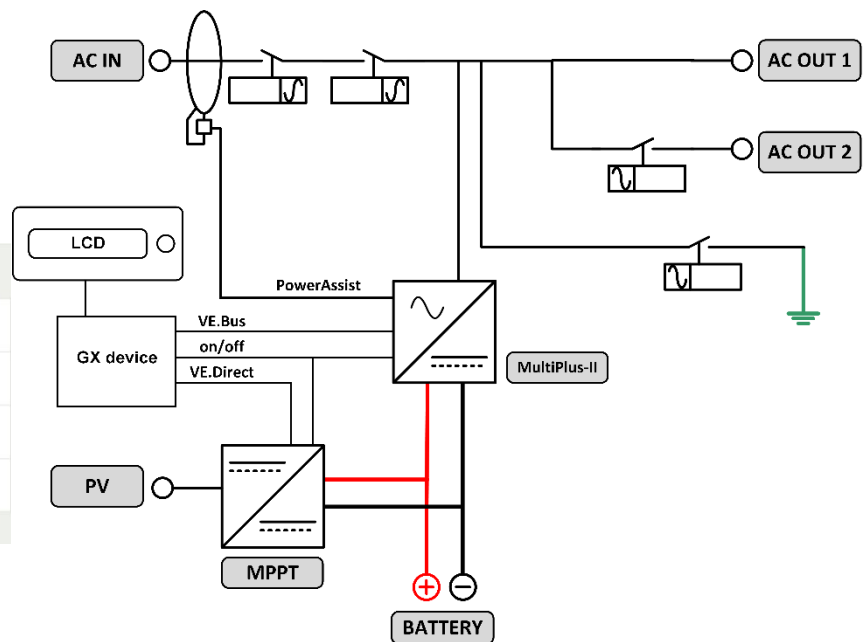 AC IN
AC OUT 1
AC OUT 2
LCD
PowerAssist
VE.Bus
GX device
on/off
MultiPlus-II
VE.Direct
PV
MPPT
BATTERY